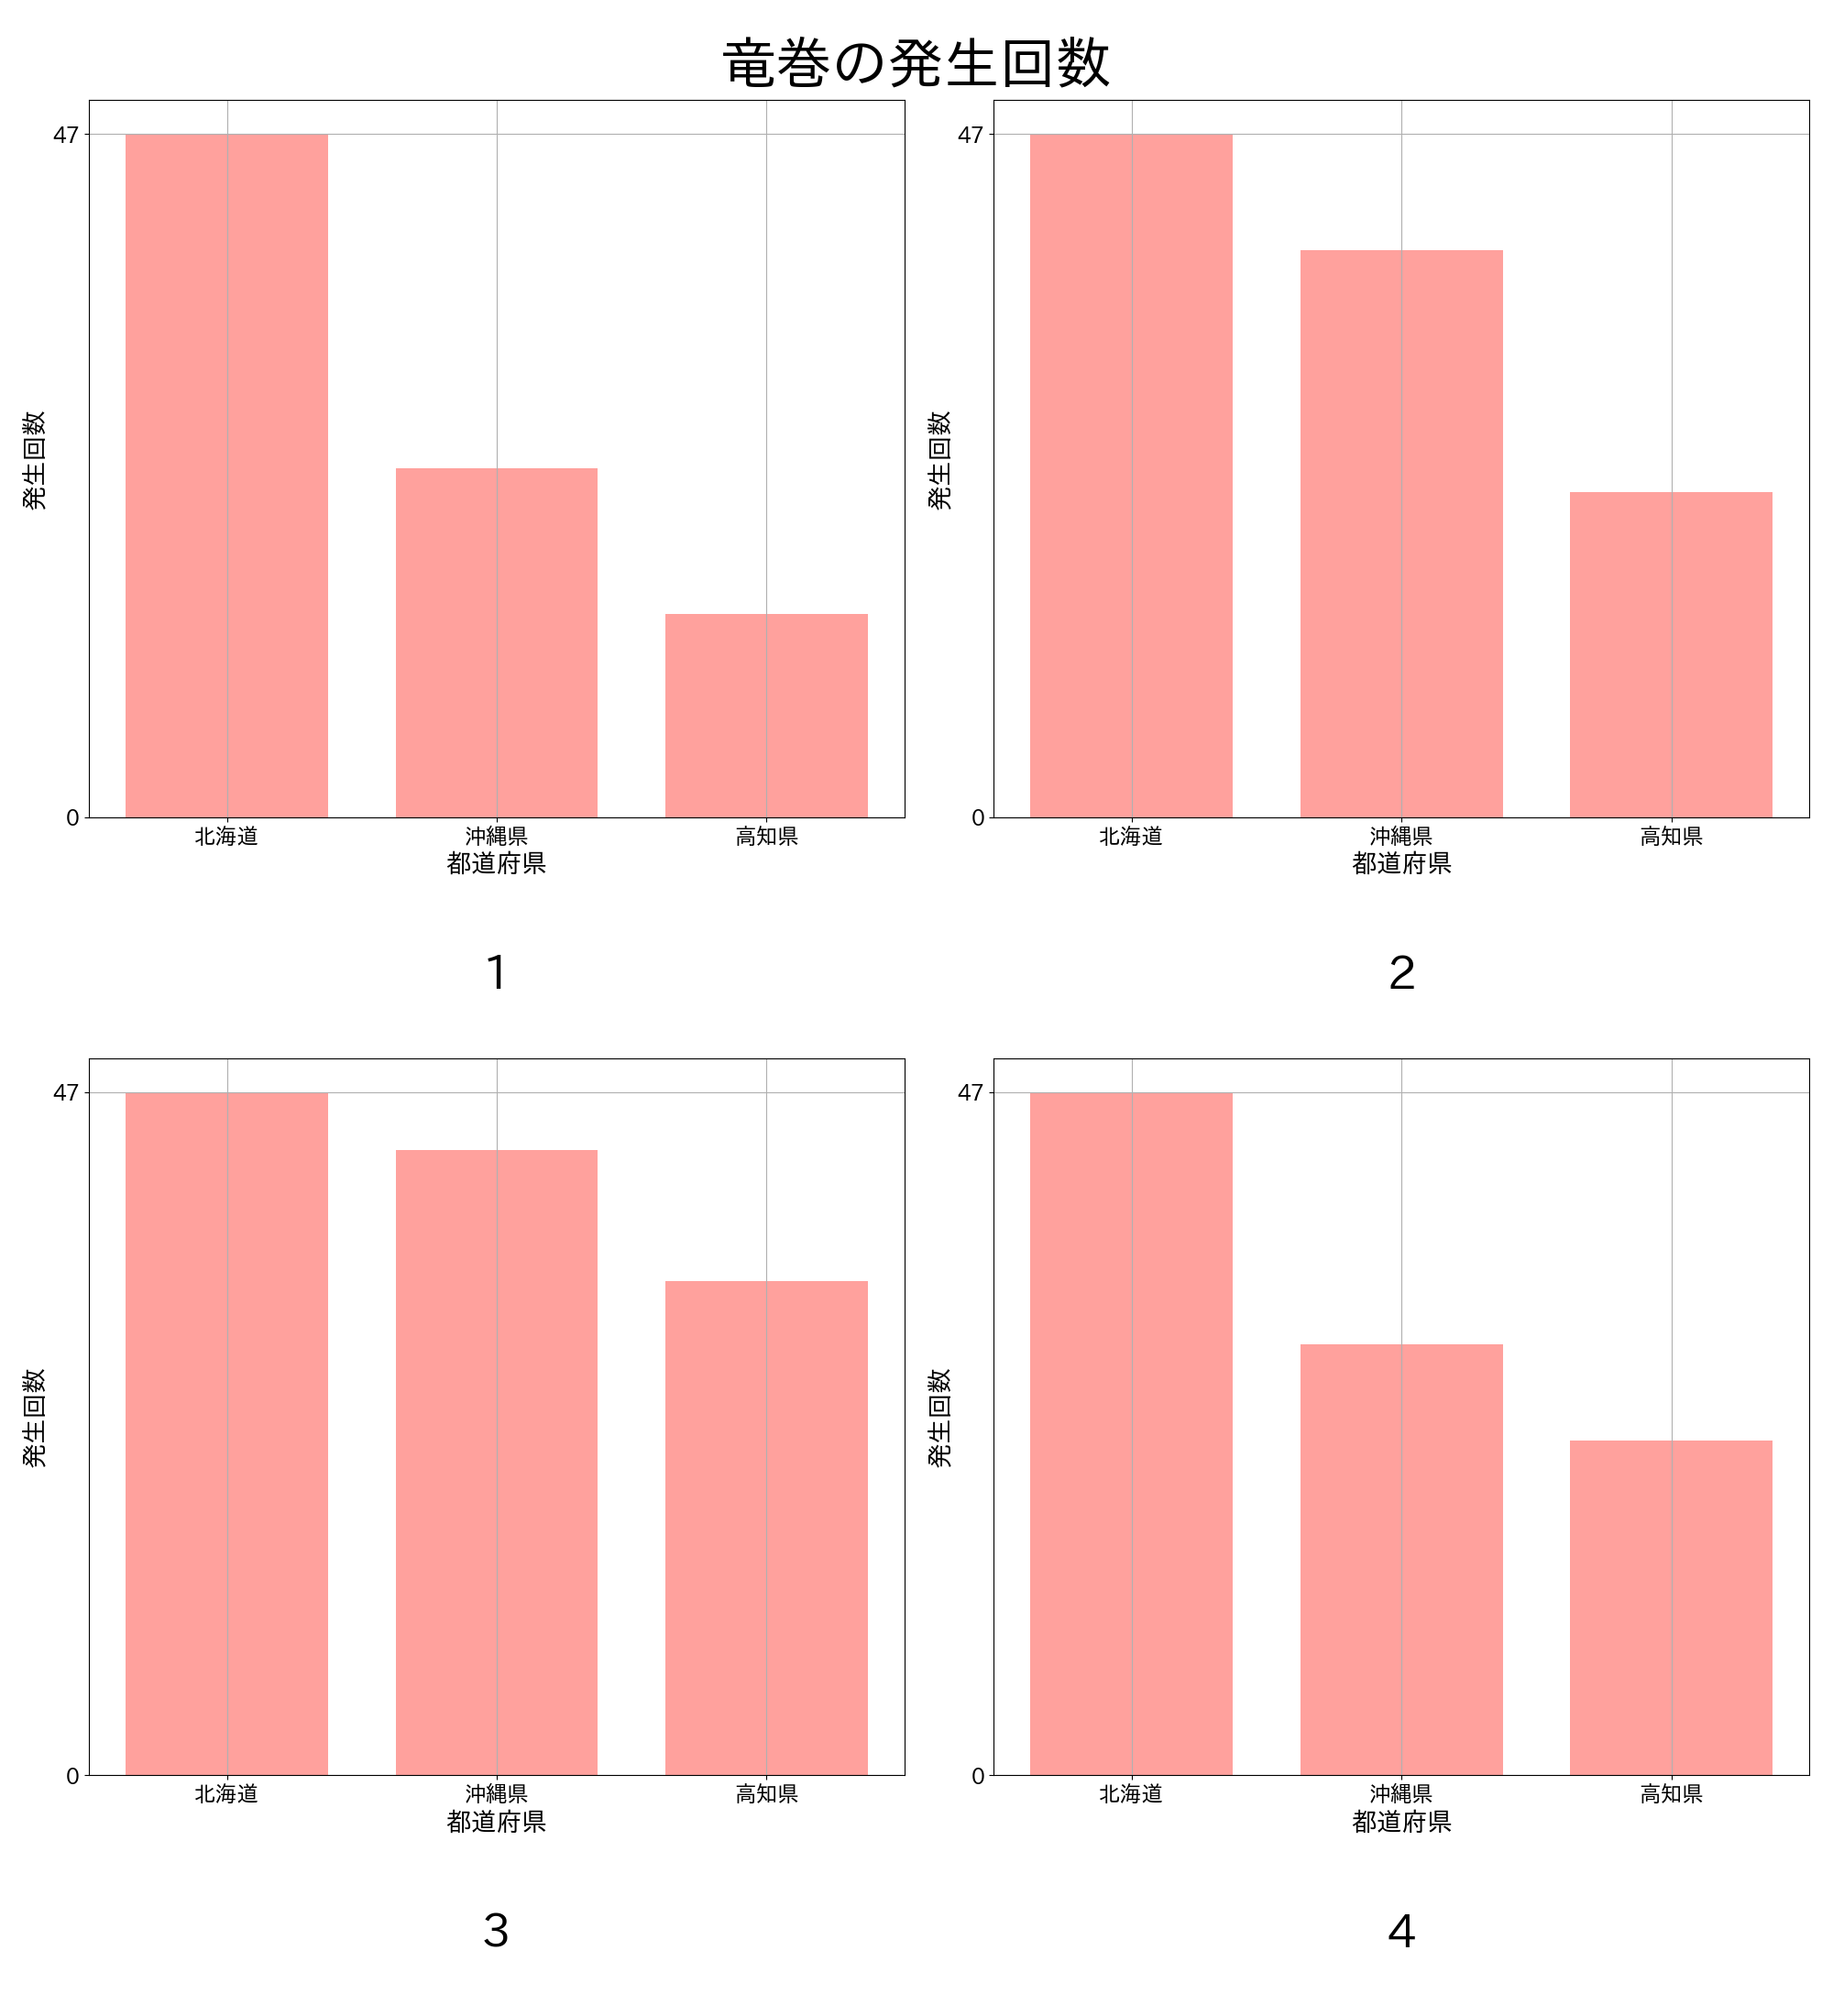 竜巻の発生回数
47
0
発生回数
北海道 沖縄県 高知県
都道府県
1
47
0
発生回数
北海道 沖縄県 高知県
都道府県
2
47
0
発生回数
北海道 沖縄県 高知県
都道府県
3
47
0
発生回数
北海道 沖縄県 高知県
都道府県
4